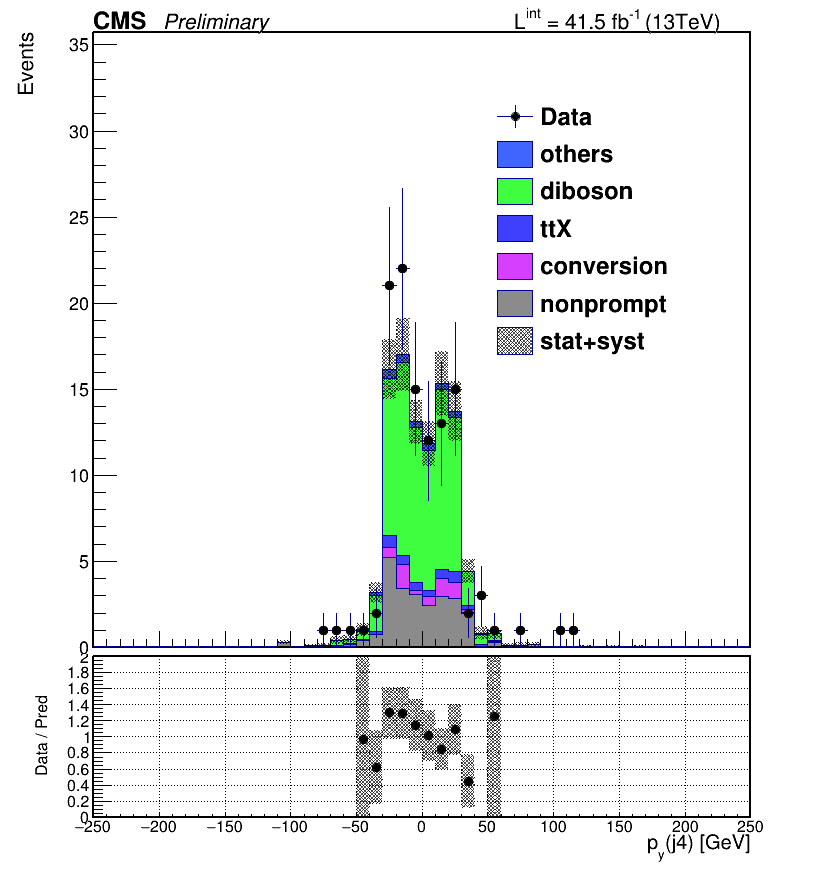 CMS Preliminary L^int = 41.5 fb^-1 (13TeV)
Events
35
30
25
20
15
10
5
0
Data
others
diboson
ttX
conversion
nonprompt
stat+syst
Data / Pred
2
1.8
1.6
1.4
1.2
1
0.8
0.6
0.4
0.2
0
−250 −200 −150 −100 −50 0 50 100 150 200 250
p_y(j4) [GeV]